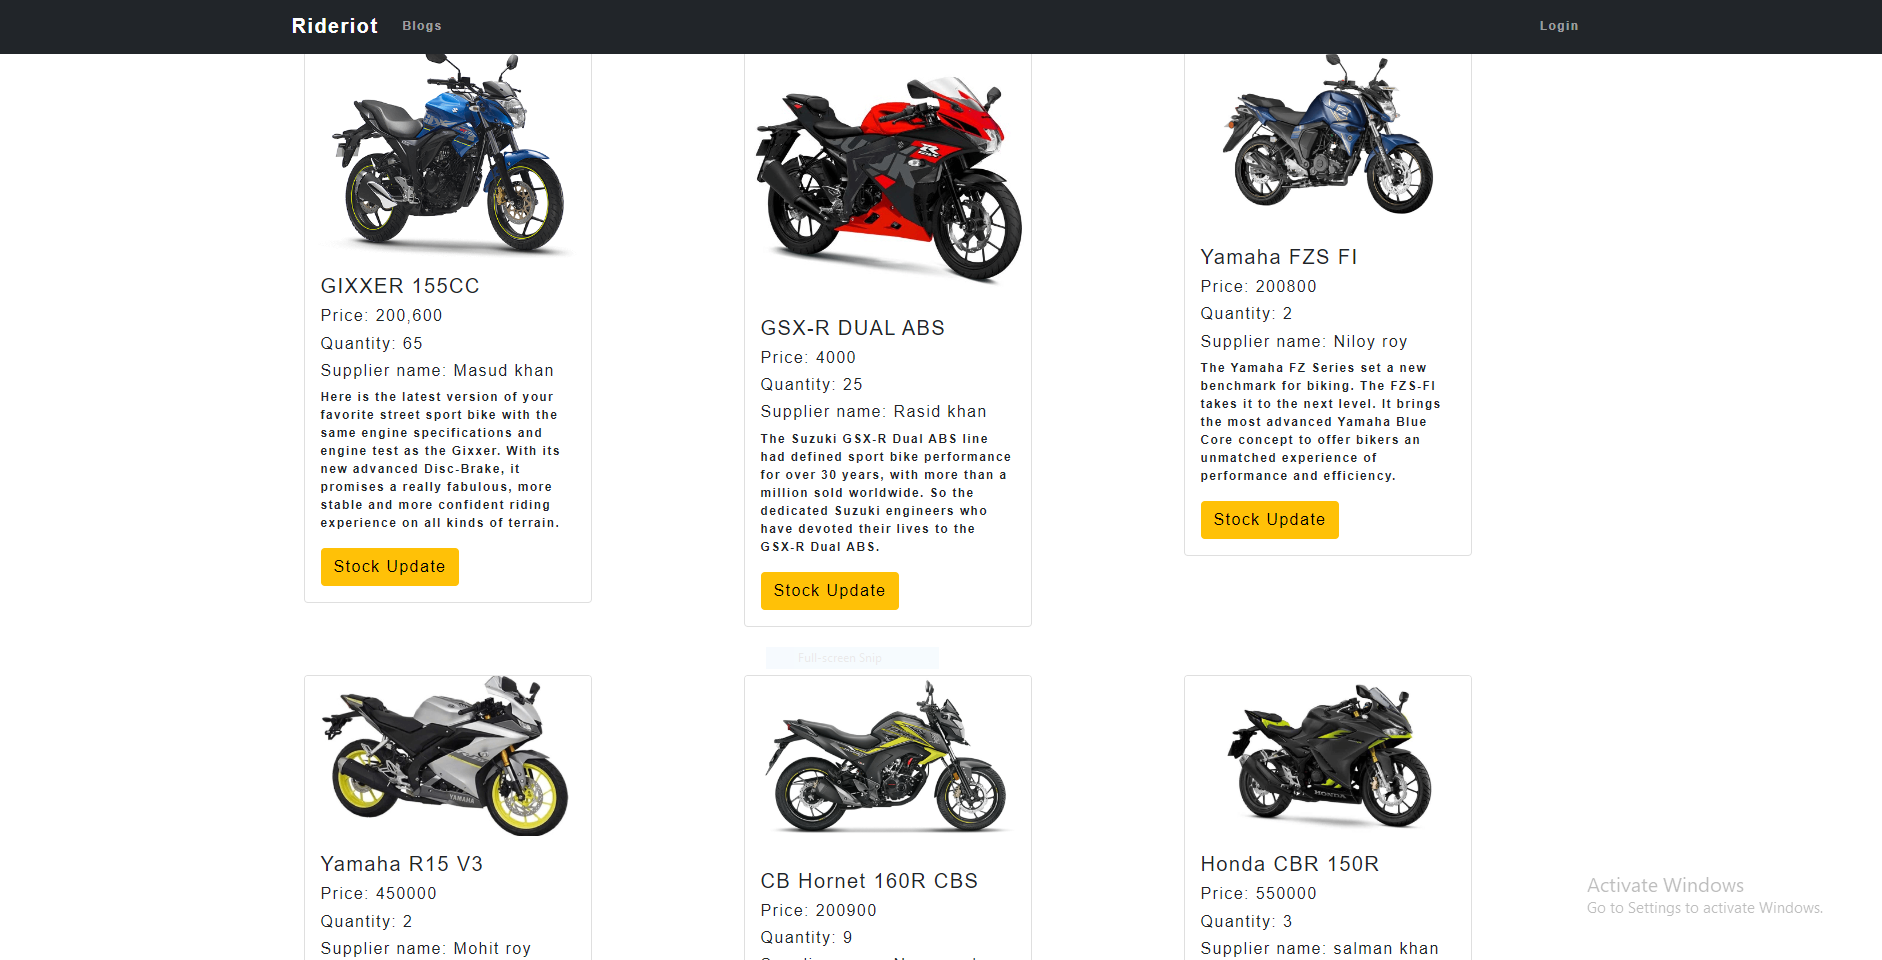 Rideriot Blogs Login
GIXXER 155CC
Price: 200,600
Quantity: 65
Supplier name: Masud khan
Here is the latest version of your
favorite street sport bike with the
same engine specifications and
engine test as the Gixxer. With its
new advanced Disc-Brake, it
promises a really fabulous, more
stable and more confident riding
experience on all kinds of terrain.
Stock Update
GSX-R DUAL ABS
Price: 4000
Quantity: 25
Supplier name: Rasid khan
The Suzuki GSX-R Dual ABS line
had defined sport bike performance
for over 30 years, with more than a
million sold worldwide. So the
dedicated Suzuki engineers who
have devoted their lives to the
GSX-R Dual ABS.
Stock Update
Yamaha FZS FI
Price: 200800
Quantity: 2
Supplier name: Niloy roy
The Yamaha FZ Series set a new
benchmark for biking. The FZS-FI
takes it to the next level. It brings
the most advanced Yamaha Blue
Core concept to offer bikers an
unmatched experience of
performance and efficiency.
Stock Update
Full-screen Snip
YAMAHA
Yamaha R15 V3
Price: 450000
Quantity: 2
Supplier name: Mohit roy
CB Hornet 160R CBS
Price: 200900
Quantity: 9
HONDA
Honda CBR 150R
Price: 550000
Quantity: 3
Supplier name: salman khan
Activate Windows
Go to Settings to activate Windows.